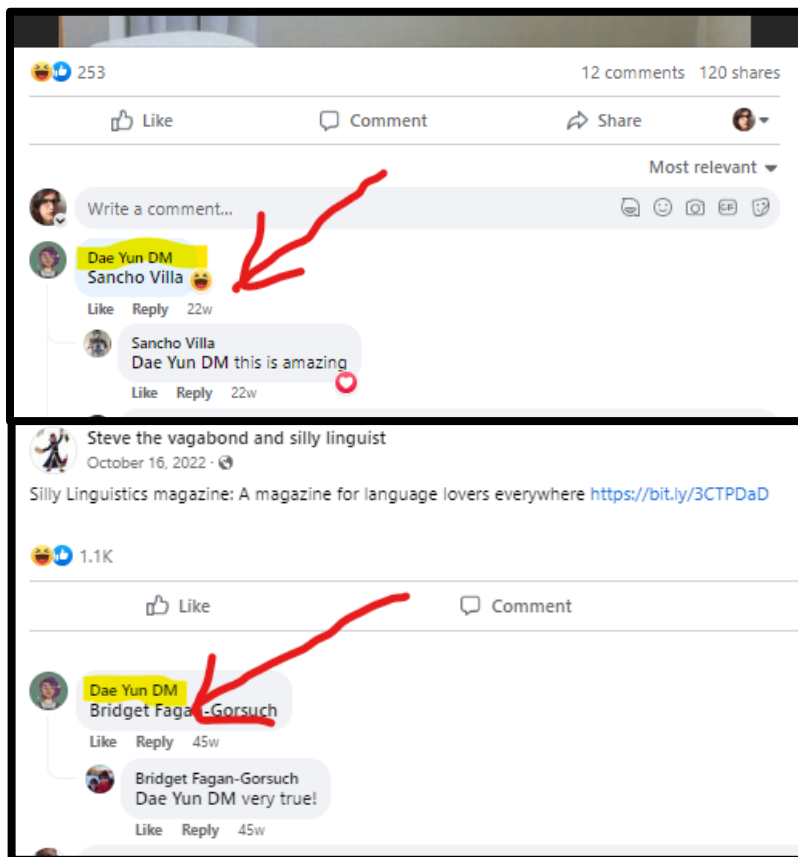 253
12 comments 120 shares
Like Comment Share
Most relevant
Write a comment...
GIF
Dae Yun DM
Sancho Villa
Like Reply 22w
Sancho Villa
Dae Yun DM this is amazing
Like Reply 22w
Steve the vagabond and silly linguist
October 16, 2022 ·
Silly Linguistics magazine: A magazine for language lovers everywhere https://bit.ly/3CTPDaD
1.1K
Like Comment
Dae Yun DM
Bridget Fagan-Gorsuch
Like Reply 45w
Bridget Fagan-Gorsuch
Dae Yun DM very true!
Like Reply 45w